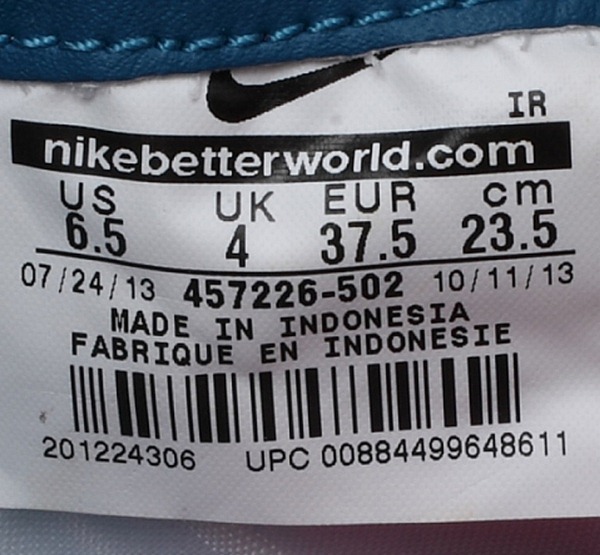 IR
nikebetterworld.com
US UK EUR cm
6.5 4 37.5 23.5
07/24/13 457226-502 10/11/13
MADE IN INDONESIA
FABRIQUE EN INDONESIE
201224306 UPC 00884499648611